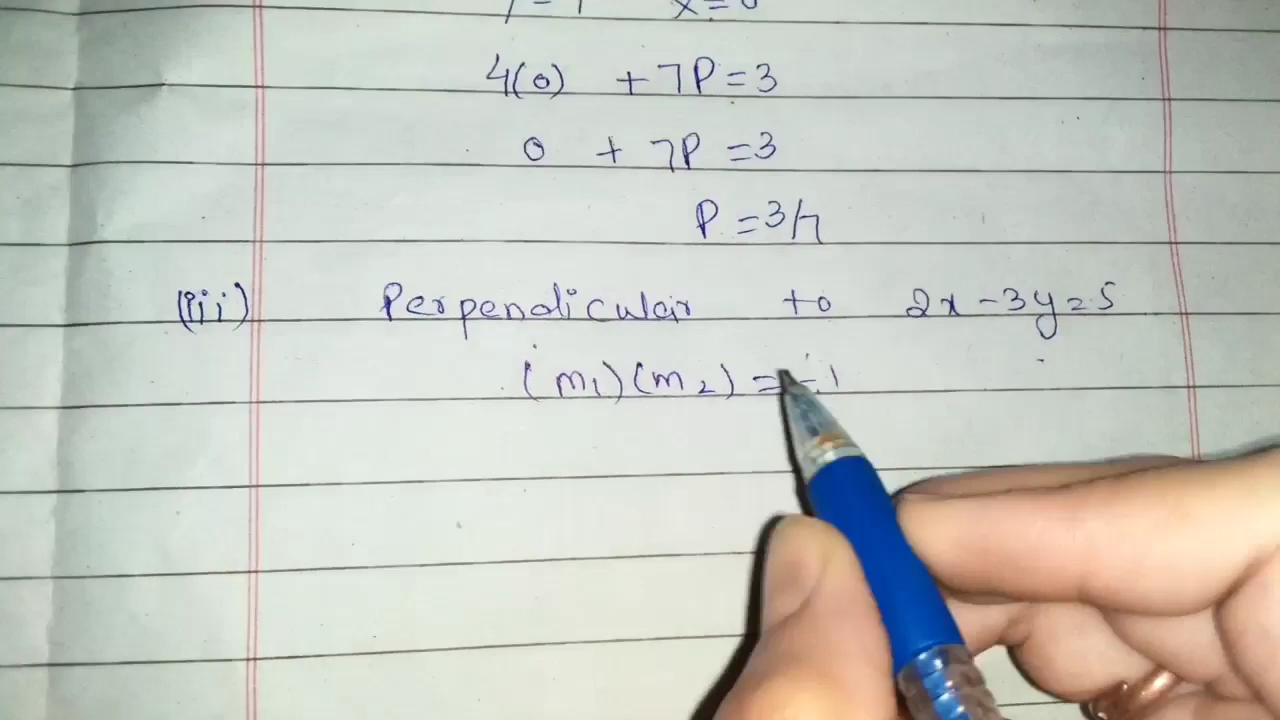 4(0) + 7P = 3
0 + 7P = 3
P = 3/7
(iii) Perpendicular to 2x - 3y = 5
(m₁)(m₂) = -1